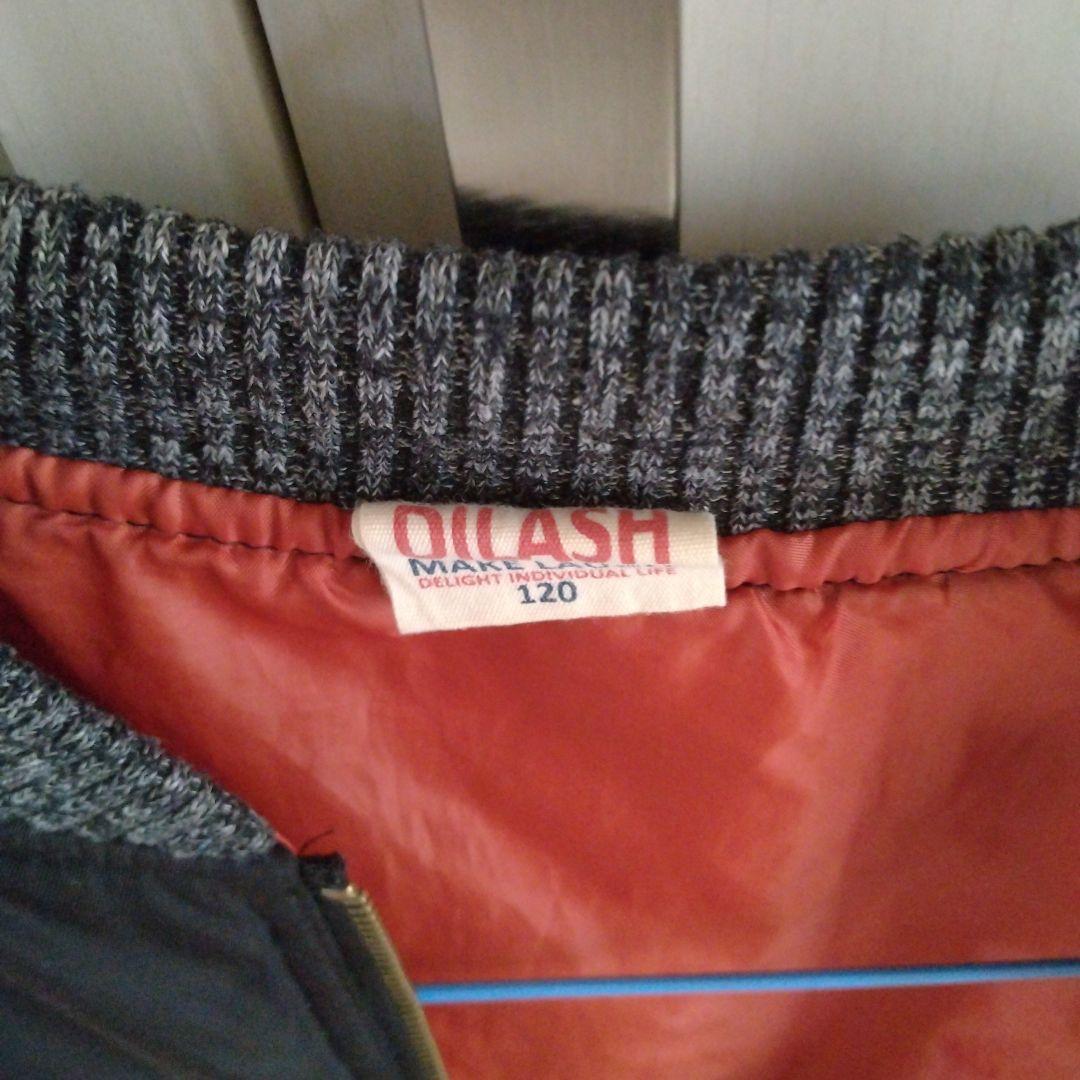 OILASH
MAKE
DELIGHT INDIVIDUAL LIFE
120